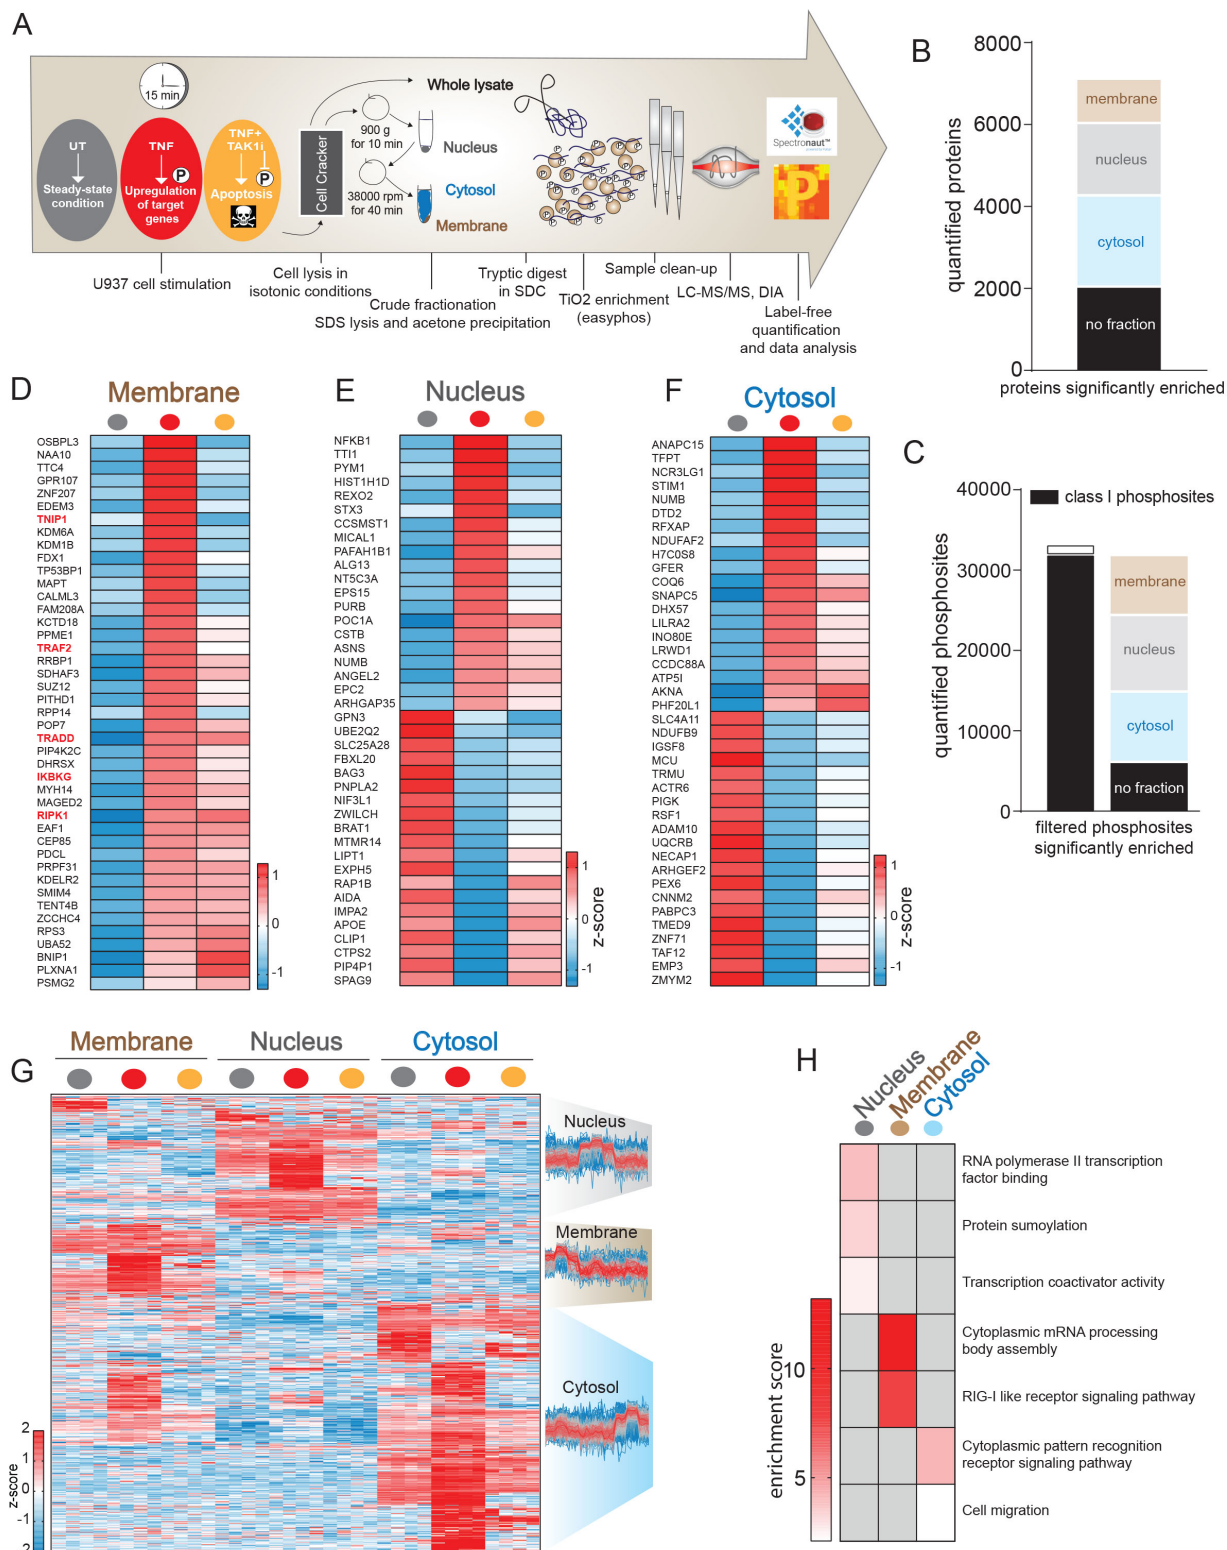 A
15 min
UT
Steady-state
condition
TNF
P
Upregulation
of target
genes
TNF+
TAK1i
P
Apoptosis
Cell Cracker
Whole lysate
900 g
for 10 min
Nucleus
38000 rpm
for 40 min
Cytosol
Membrane
Spectronaut™
P
U937 cell stimulation
Cell lysis in
isotonic conditions
Crude fractionation
SDS lysis and acetone precipitation
Tryptic digest
in SDC
TiO2 enrichment
(easyphos)
Sample clean-up
LC-MS/MS, DIA
Label-free
quantification
and data analysis
B
quantified proteins
8000
6000
4000
2000
0
membrane
nucleus
cytosol
no fraction
proteins significantly enriched
C
quantified phosphosites
40000
30000
20000
10000
0
class I phosphosites
membrane
nucleus
cytosol
no fraction
filtered phosphosites
significantly enriched
D
Membrane
OSBPL3
NAA10
TTC4
GPR107
ZNF207
EDEM3
TNIP1
KDM6A
KDM1B
FDX1
TP53BP1
MAPT
CALML3
FAM208A
KCTD18
PPME1
TRAF2
RRBP1
SDHAF3
SUZ12
PITHD1
RPP14
POP7
TRADD
PIP4K2C
DHRSX
IKBKG
MYH14
MAGED2
RIPK1
EAF1
CEP85
PDCL
PRPF31
KDELR2
SMIM4
TENT4B
ZCCHC4
RPS3
UBA52
BNIP1
PLXNA1
PSMG2
1
0
-1
E
Nucleus
NFKB1
TTI1
PYM1
HIST1H1D
REXO2
STX3
CCSMST1
MICAL1
PAFAH1B1
ALG13
NT5C3A
EPS15
PURB
POC1A
CSTB
ASNS
NUMB
ANGEL2
EPC2
ARHGAP35
GPN3
UBE2Q2
SLC25A28
FBXL20
BAG3
PNPLA2
NIF3L1
ZWILCH
BRAT1
MTMR14
LIPT1
EXPH5
RAP1B
AIDA
IMPA2
APOE
CLIP1
CTPS2
PIP4P1
SPAG9
1
0
-1
z-score
F
Cytosol
ANAPC15
TFPT
NCR3LG1
STIM1
NUMB
DTD2
RFXAP
NDUFAF2
H7C0S8
GFER
COQ6
SNAPC5
DHX57
LILRA2
INO80E
LRWD1
CCDC88A
ATP5I
AKNA
PHF20L1
SLC4A11
NDUFB9
IGSF8
MCU
TRMU
ACTR6
PIGK
RSF1
ADAM10
UQCRB
NECAP1
ARHGEF2
PEX6
CNNM2
PABPC3
TMED9
ZNF71
TAF12
EMP3
ZMYM2
1
0
-1
z-score
G
Membrane
Nucleus
Cytosol
2
1
0
-1
-2
z-score
Nucleus
Membrane
Cytosol
H
Nucleus
Membrane
Cytosol
RNA polymerase II transcription
factor binding
Protein sumoylation
Transcription coactivator activity
Cytoplasmic mRNA processing
body assembly
RIG-I like receptor signaling pathway
Cytoplasmic pattern recognition
receptor signaling pathway
Cell migration
enrichment score
10
5